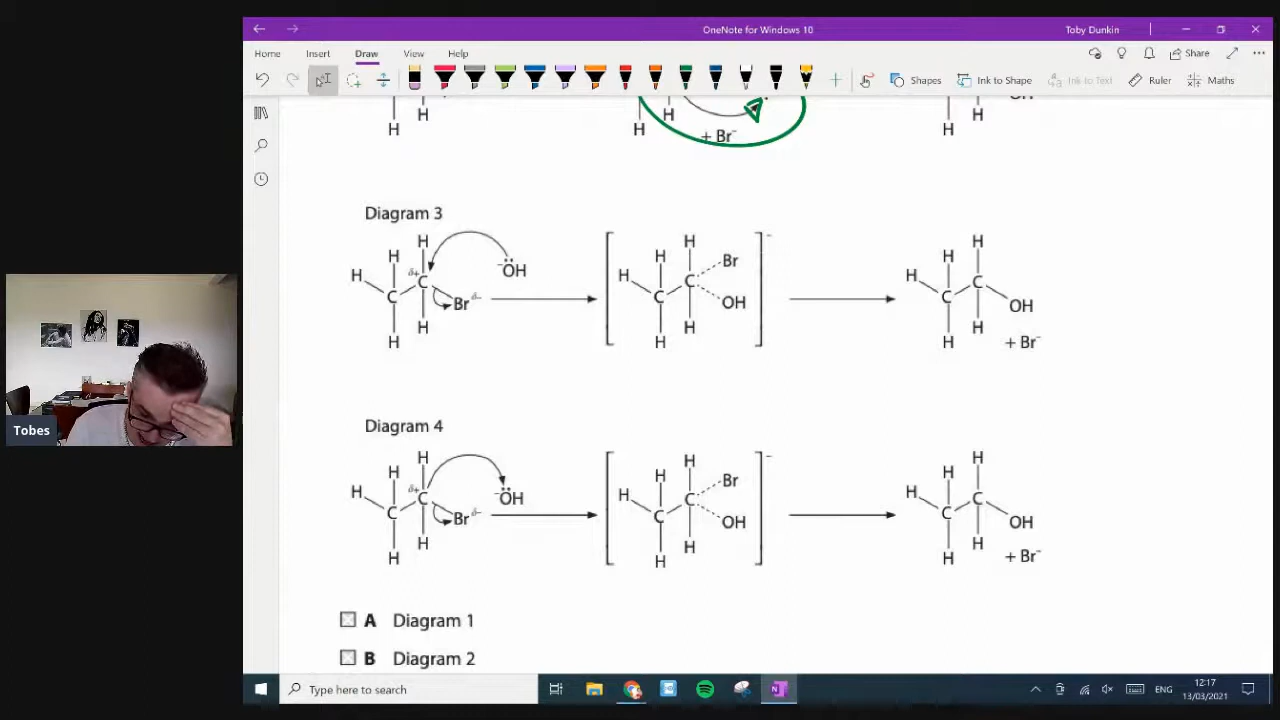 OneNote for Windows 10
Toby Dunkin
Home Insert Draw View Help
Share
Shapes Ink to Shape Ink to Text Ruler Maths
H H H H H H OH
+ Br⁻
Diagram 3
H H H C δ+ C H H Br δ- ⁻ÖH
H H H C C H H Br OH ⁻
H H H C C H H OH
+ Br⁻
Diagram 4
H H H C δ+ C H H Br δ- ⁻ÖH
H H H C C H H Br OH ⁻
H H H C C H H OH
+ Br⁻
A Diagram 1
B Diagram 2
Tobes
Type here to search
ENG
12:17
13/03/2021